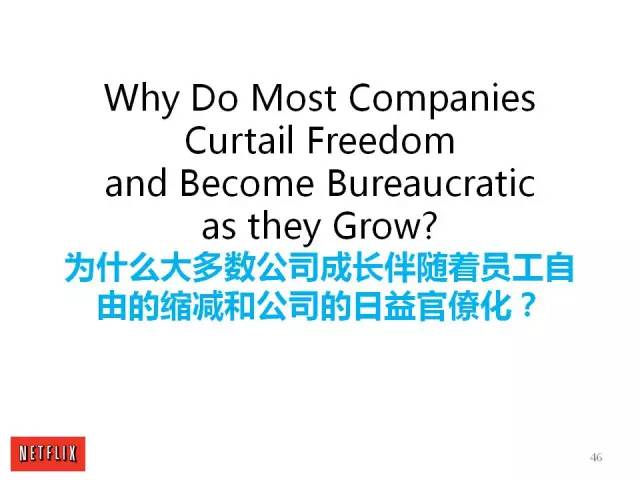 Why Do Most Companies
Curtail Freedom
and Become Bureaucratic
as they Grow?
为什么大多数公司成长伴随着员工自
由的缩减和公司的日益官僚化？
NETFLIX
46